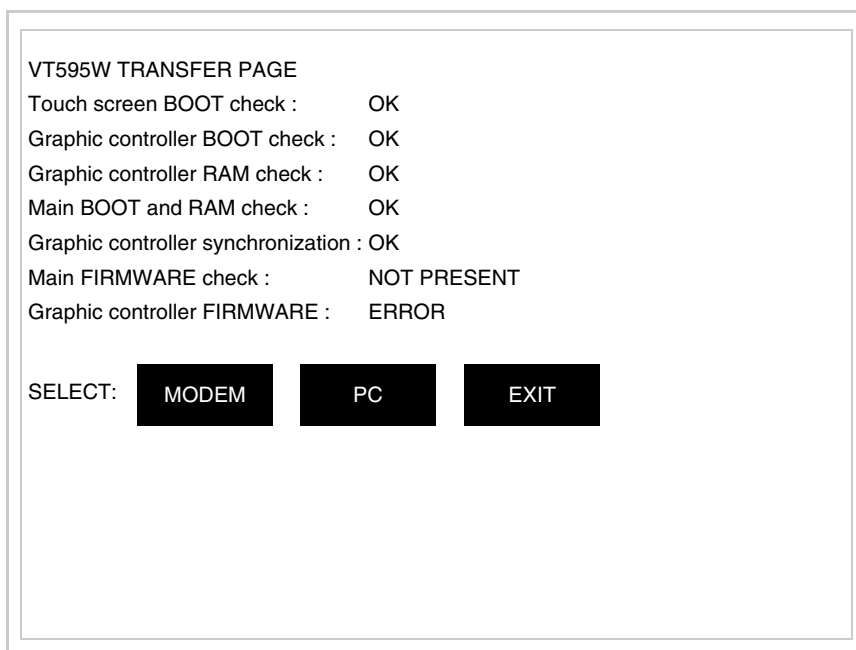 VT595W TRANSFER PAGE
Touch screen BOOT check : OK
Graphic controller BOOT check : OK
Graphic controller RAM check : OK
Main BOOT and RAM check : OK
Graphic controller synchronization : OK
Main FIRMWARE check : NOT PRESENT
Graphic controller FIRMWARE : ERROR
SELECT: MODEM PC EXIT